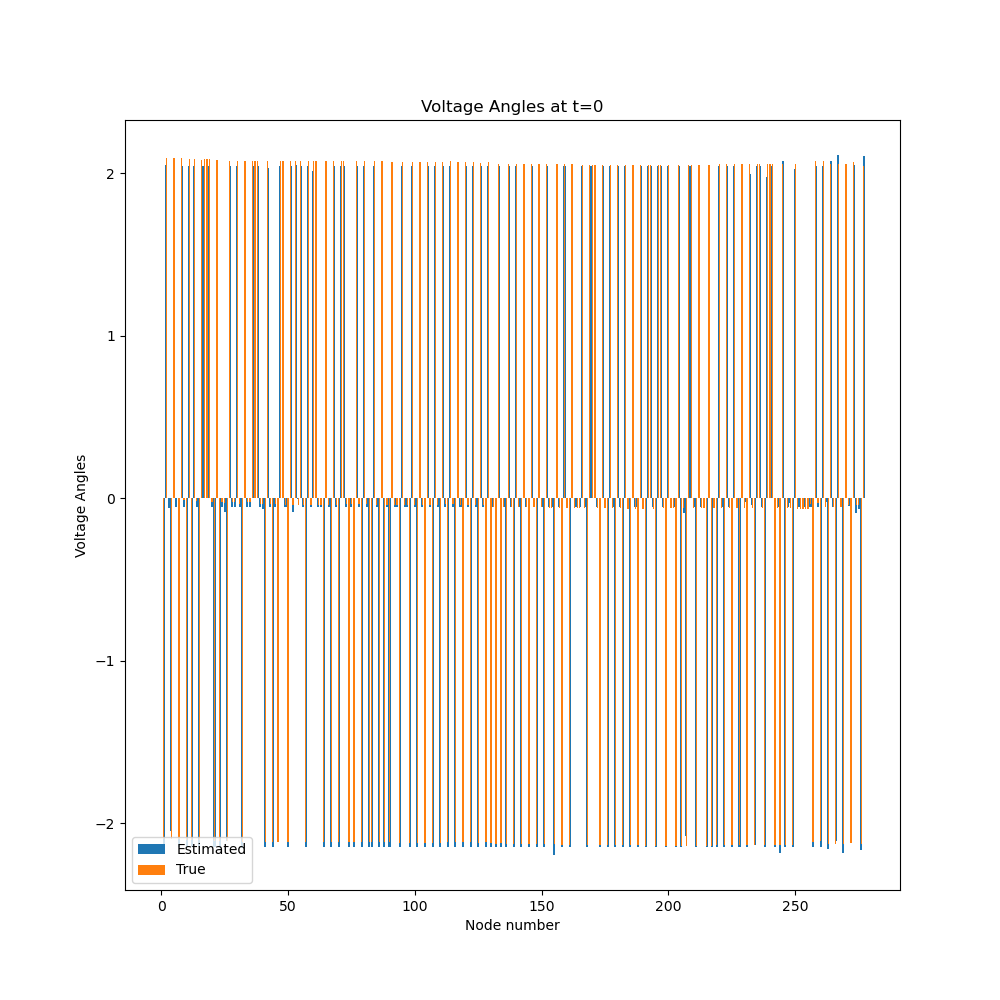 Voltage Angles at t=0
Voltage Angles
2
1
0
−1
−2
Estimated
True
0
50
100
150
200
250
Node number